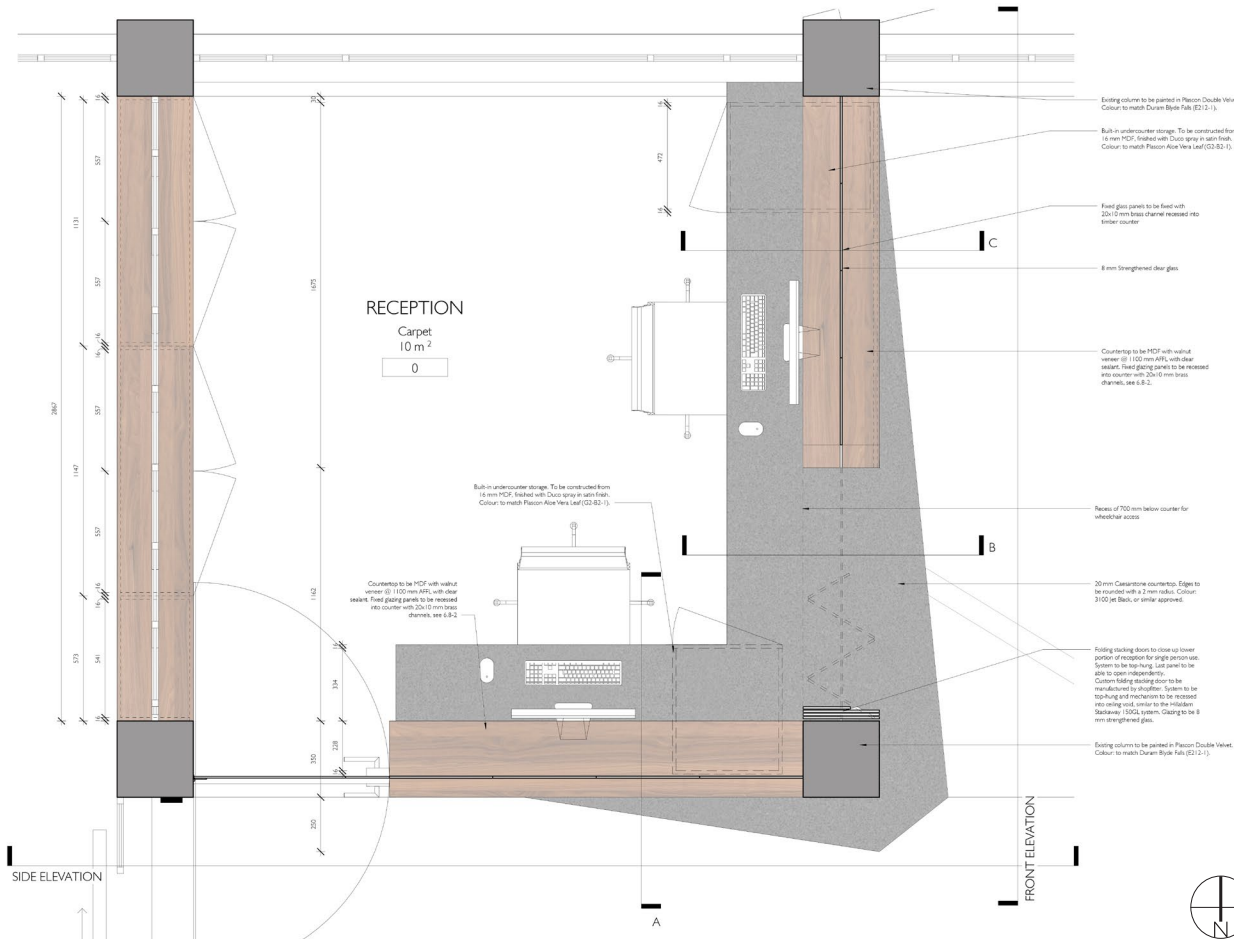 Existing column to be painted in Plascon Double Velvet.
Colour: to match Duram Blyde Falls (E212-1).
Built-in undercounter storage. To be constructed from
16 mm MDF, finished with Duco spray in satin finish.
Colour: to match Plascon Aloe Vera Leaf (G2-B2-1).
Fixed glass panels to be fixed with
20x10 mm brass channel recessed into
timber counter
8 mm Strengthened clear glass
Countertop to be MDF with walnut
veneer @ 1100 mm AFFL with clear
sealant. Fixed glazing panels to be recessed
into counter with 20x10 mm brass
channels, see 6.8-2.
Recess of 700 mm below counter for
wheelchair access
20 mm Caesarstone countertop. Edges to
be rounded with a 2 mm radius. Colour:
3100 Jet Black, or similar approved.
Folding stacking doors to close up lower
portion of reception for single person use.
System to be top-hung. Last panel to be
able to open independently.
Custom folding stacking door to be
manufactured by shopfitter. System to be
top-hung and mechanism to be recessed
into ceiling void, similar to the Hillaldam
Stackaway 150GL system. Glazing to be 8
mm strengthened glass.
Existing column to be painted in Plascon Double Velvet.
Colour: to match Duram Blyde Falls (E212-1).
RECEPTION
Carpet
10 m 2
0
Built-in undercounter storage. To be constructed from
16 mm MDF, finished with Duco spray in satin finish.
Colour: to match Plascon Aloe Vera Leaf (G2-B2-1).
Countertop to be MDF with walnut
veneer @ 1100 mm AFFL with clear
sealant. Fixed glazing panels to be recessed
into counter with 20x10 mm brass
channels, see 6.8-2
2867
1131
1147
573
16
557
557
16
16
557
557
16
16
541
16
30
1675
1162
350
250
16
334
228
16
16
472
16
C
B
A
SIDE ELEVATION
FRONT ELEVATION
N